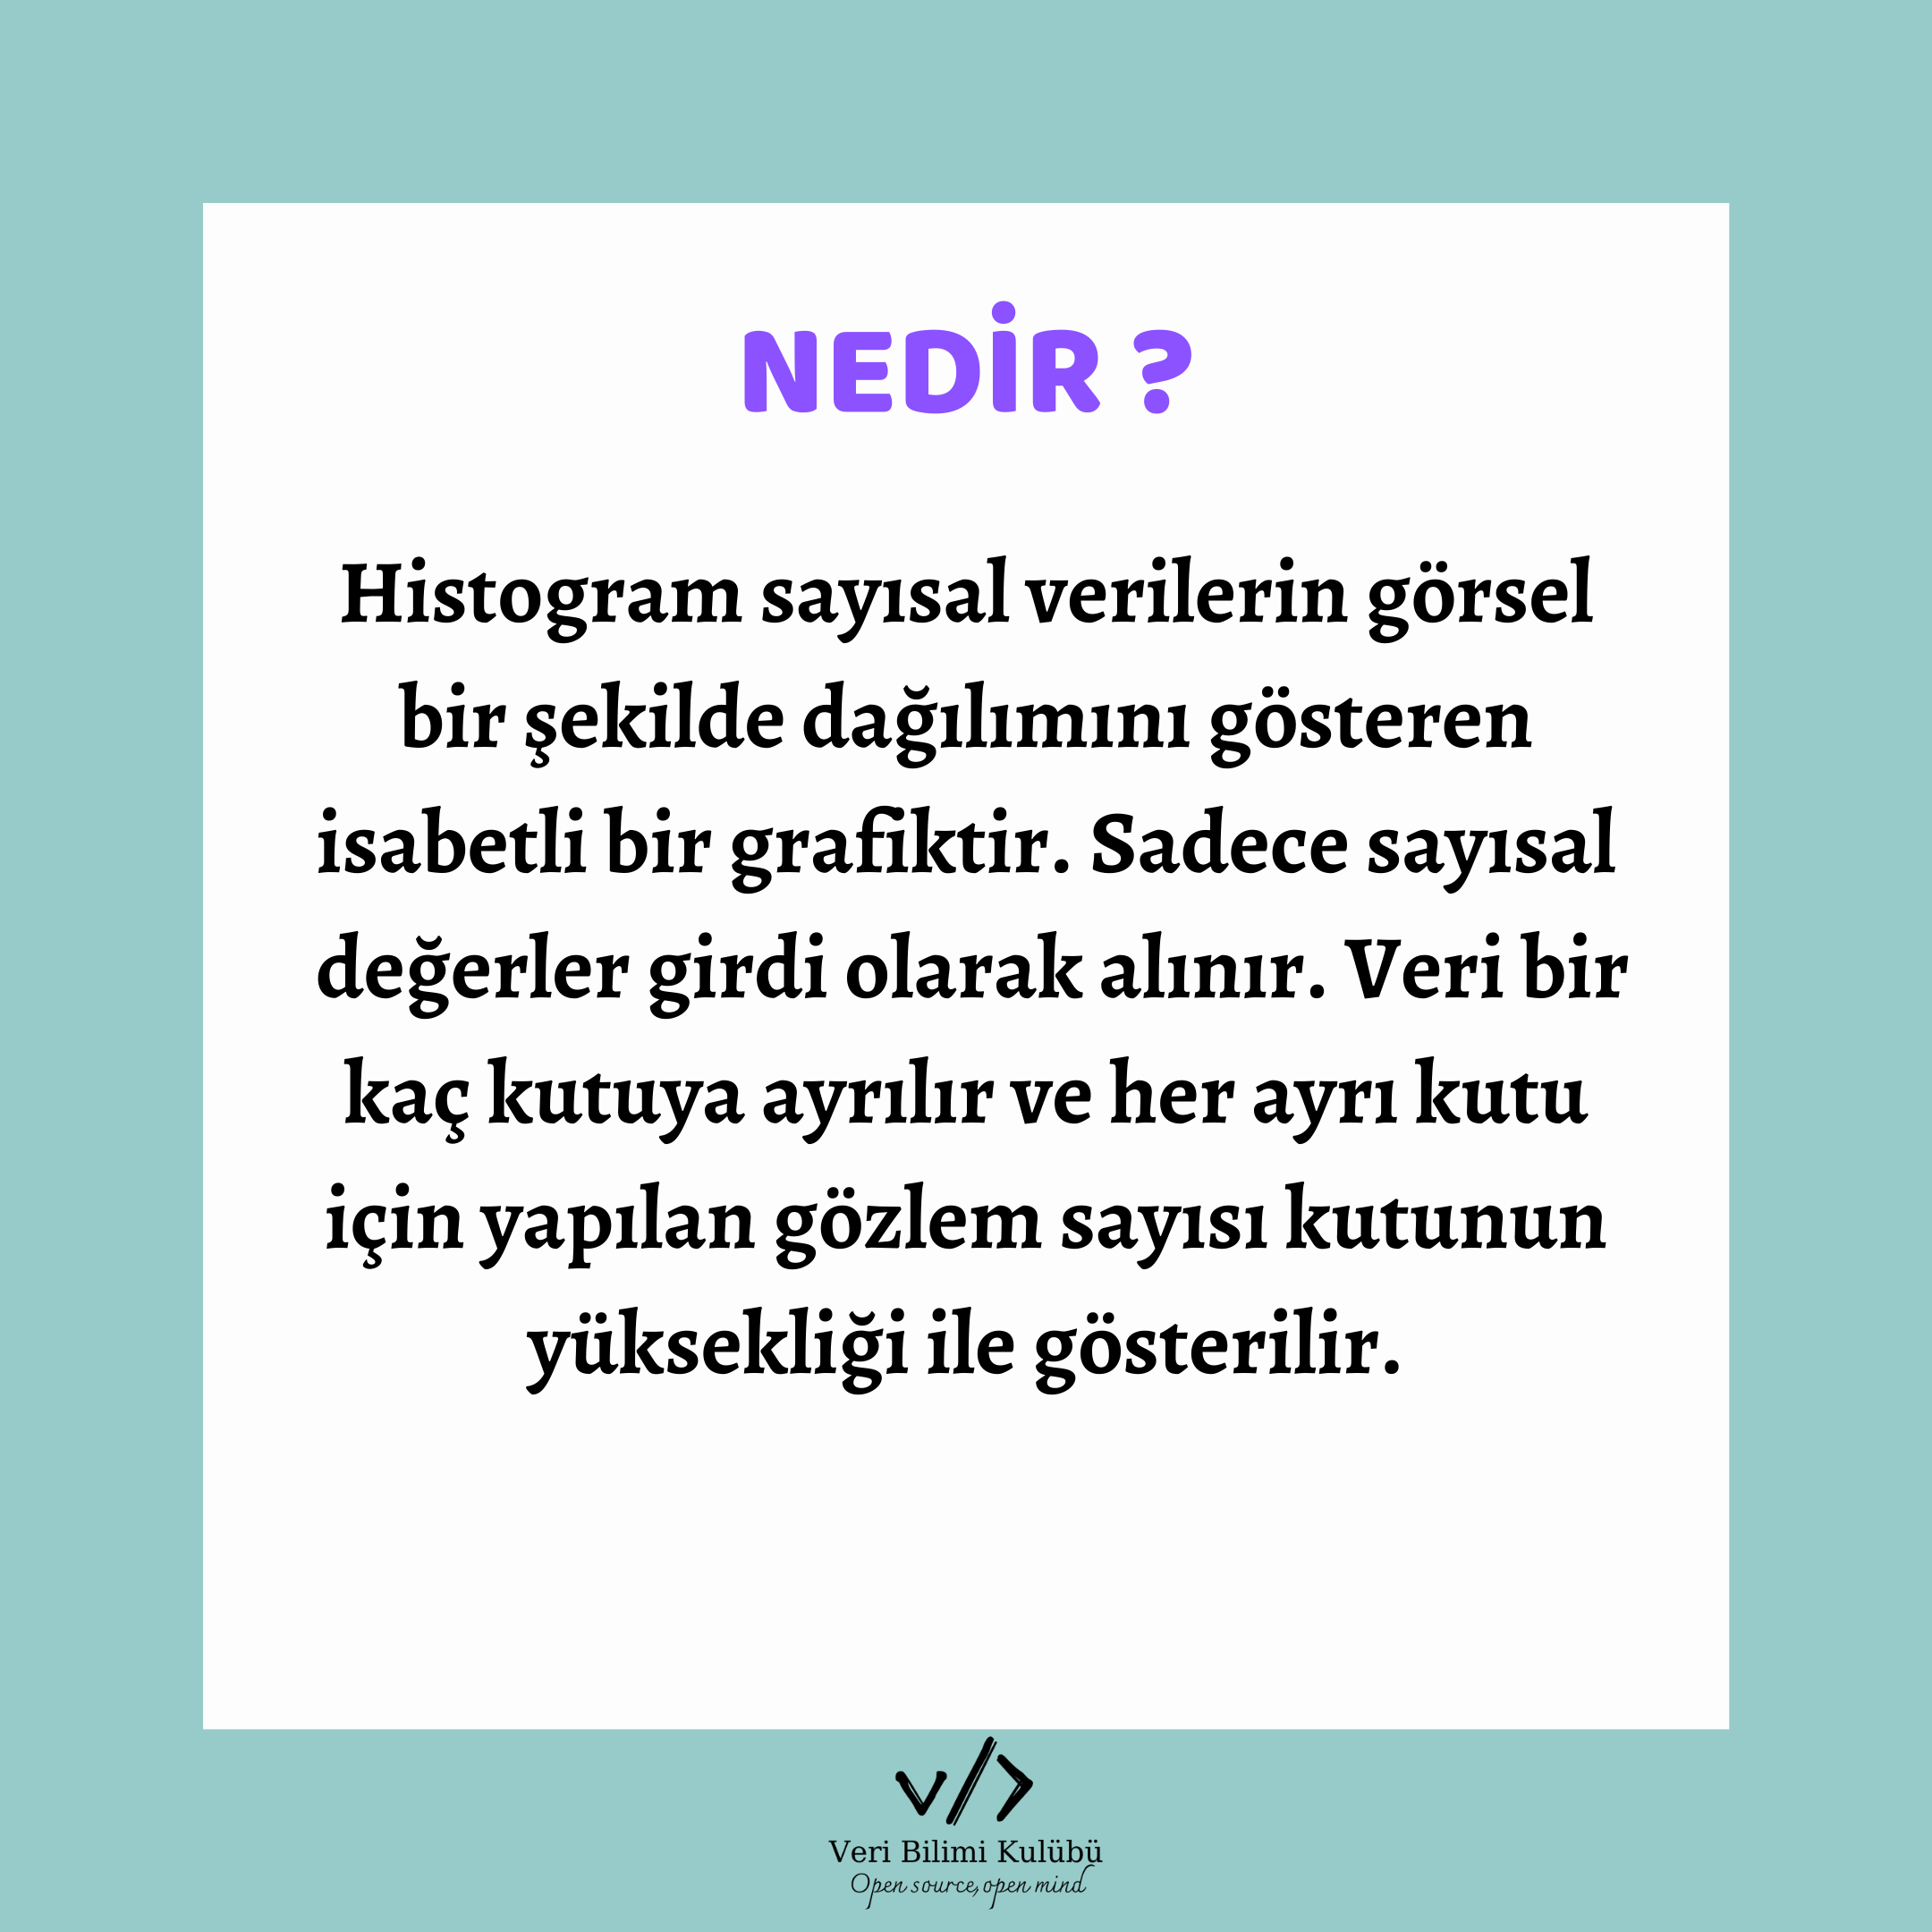 NEDİR ?
Histogram sayısal verilerin görsel
bir şekilde dağılımını gösteren
isabetli bir grafiktir. Sadece sayısal
değerler girdi olarak alınır. Veri bir
kaç kutuya ayrılır ve her ayrı kutu
için yapılan gözlem sayısı kutunun
yüksekliği ile gösterilir.
v/>
Veri Bilimi Kulübü
Open source, open mind